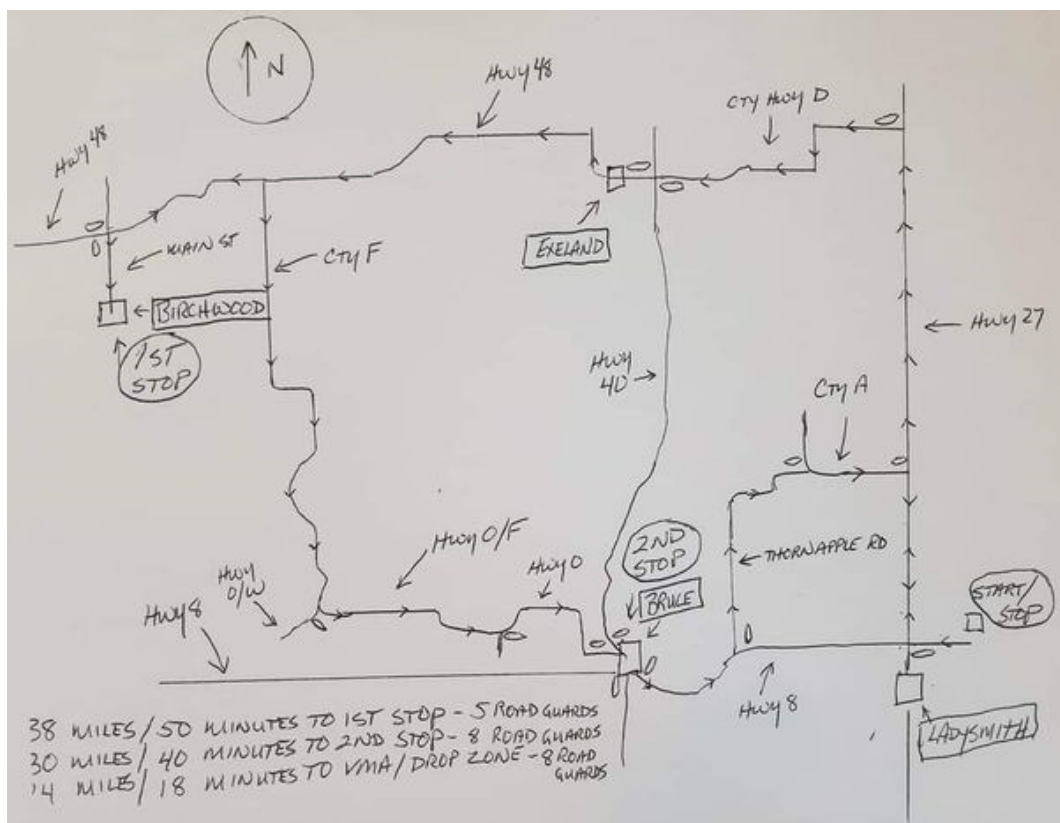 N
HWY 48
CTY HWY D
HWY 48
MAIN ST
CTY F
EXELAND
BIRCHWOOD
1ST
STOP
HWY 27
HWY
40
CTY A
HWY O/F
2ND
STOP
HWY O
THORNAPPLE RD
HWY
O/W
BRUCE
START/
STOP
HWY 8
HWY 8
LADYSMITH
38 MILES/50 MINUTES TO 1ST STOP - 5 ROAD GUARDS
30 MILES/40 MINUTES TO 2ND STOP - 8 ROAD GUARDS
14 MILES/18 MINUTES TO VMA/DROP ZONE - 8 ROAD
GUARDS